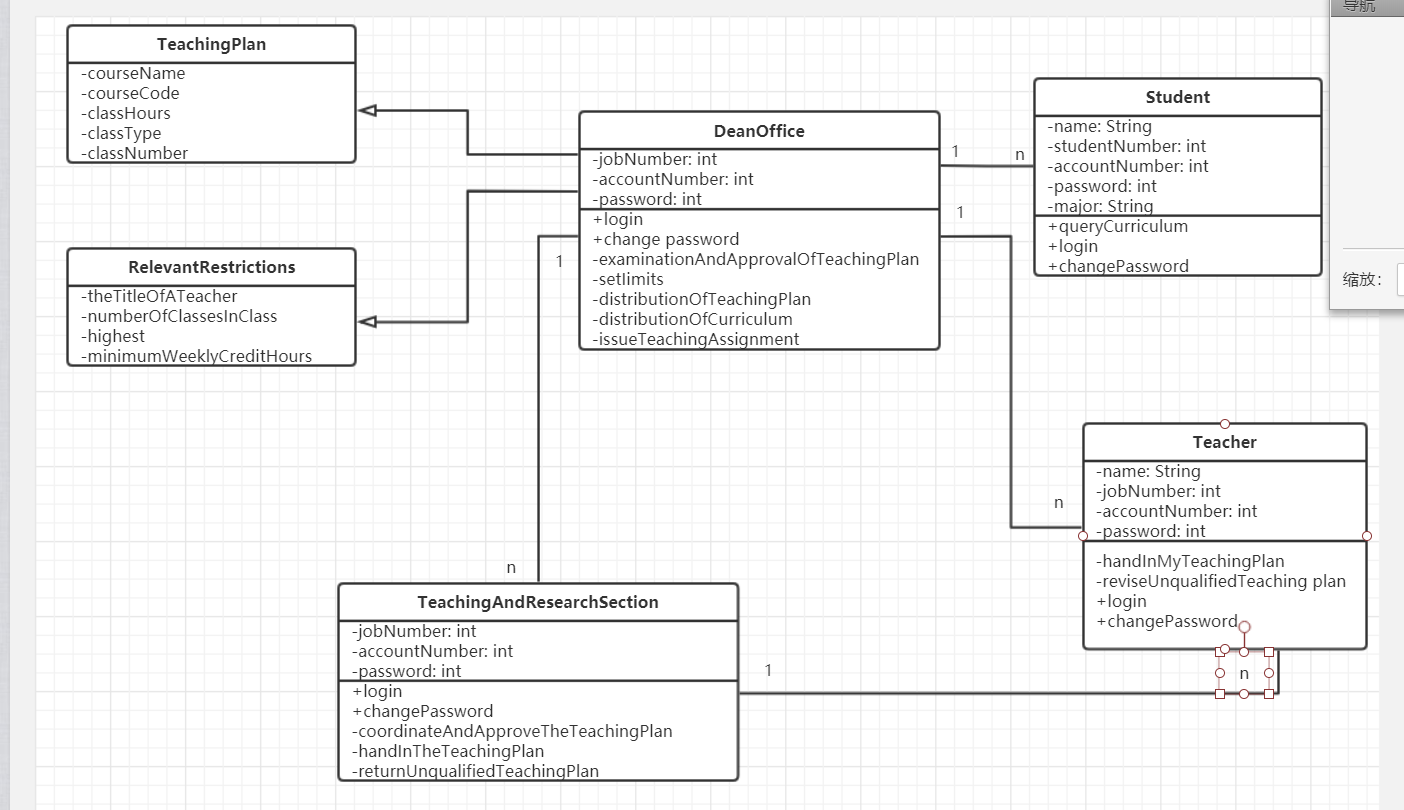 导航
缩放：
TeachingPlan
-courseName
-courseCode
-classHours
-classType
-classNumber
RelevantRestrictions
-theTitleOfATeacher
-numberOfClassesInClass
-highest
-minimumWeeklyCreditHours
DeanOffice
-jobNumber: int
-accountNumber: int
-password: int
+login
+change password
-examinationAndApprovalOfTeachingPlan
-setlimits
-distributionOfTeachingPlan
-distributionOfCurriculum
-issueTeachingAssignment
1
n
1
1
n
n
Student
-name: String
-studentNumber: int
-accountNumber: int
-password: int
-major: String
+queryCurriculum
+login
+changePassword
Teacher
-name: String
-jobNumber: int
-accountNumber: int
-password: int
-handInMyTeachingPlan
-reviseUnqualifiedTeaching plan
+login
+changePassword
TeachingAndResearchSection
-jobNumber: int
-accountNumber: int
-password: int
+login
+changePassword
-coordinateAndApproveTheTeachingPlan
-handInTheTeachingPlan
-returnUnqualifiedTeachingPlan
1
n